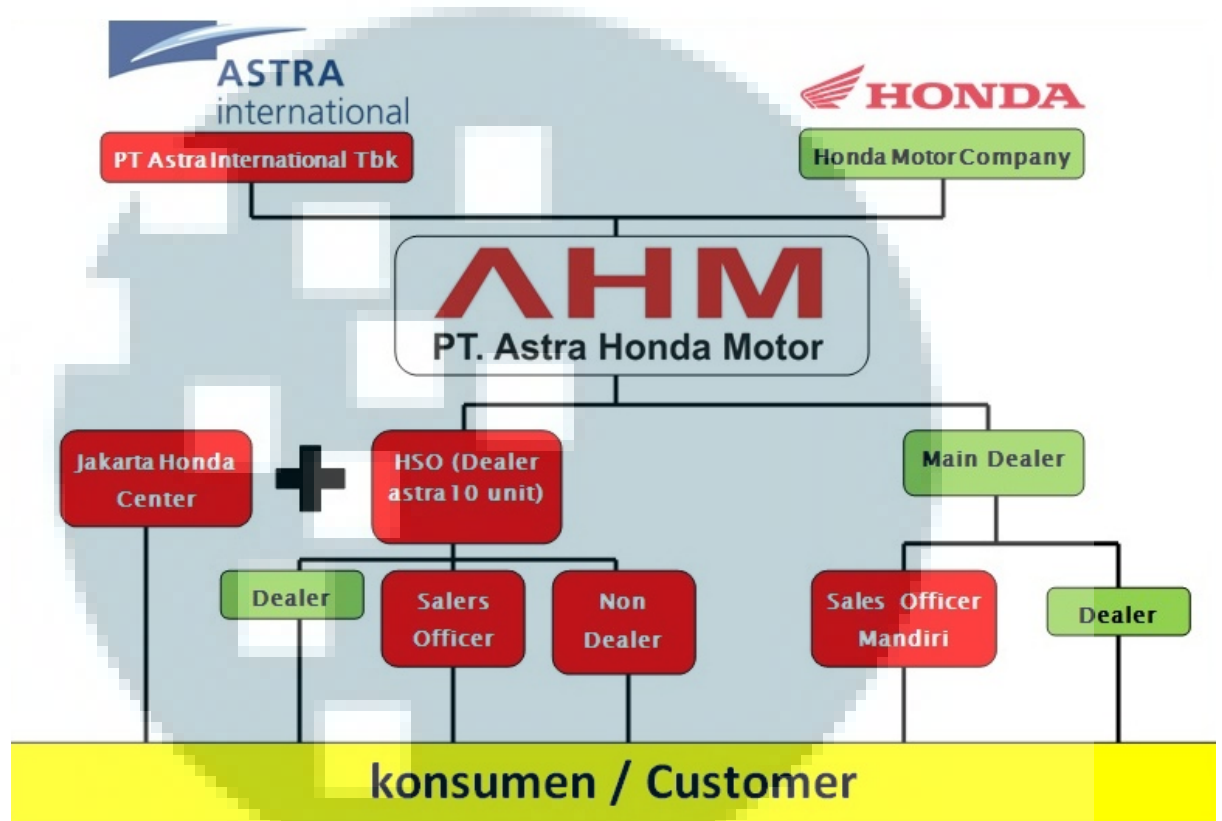 ASTRA
international
HONDA
PT Astra International Tbk
Honda Motor Company
AHM
PT. Astra Honda Motor
Jakarta Honda
Center
HSO (Dealer
astra 10 unit)
Main Dealer
Dealer
Salers
Officer
Non
Dealer
Sales Officer
Mandiri
Dealer
konsumen / Customer